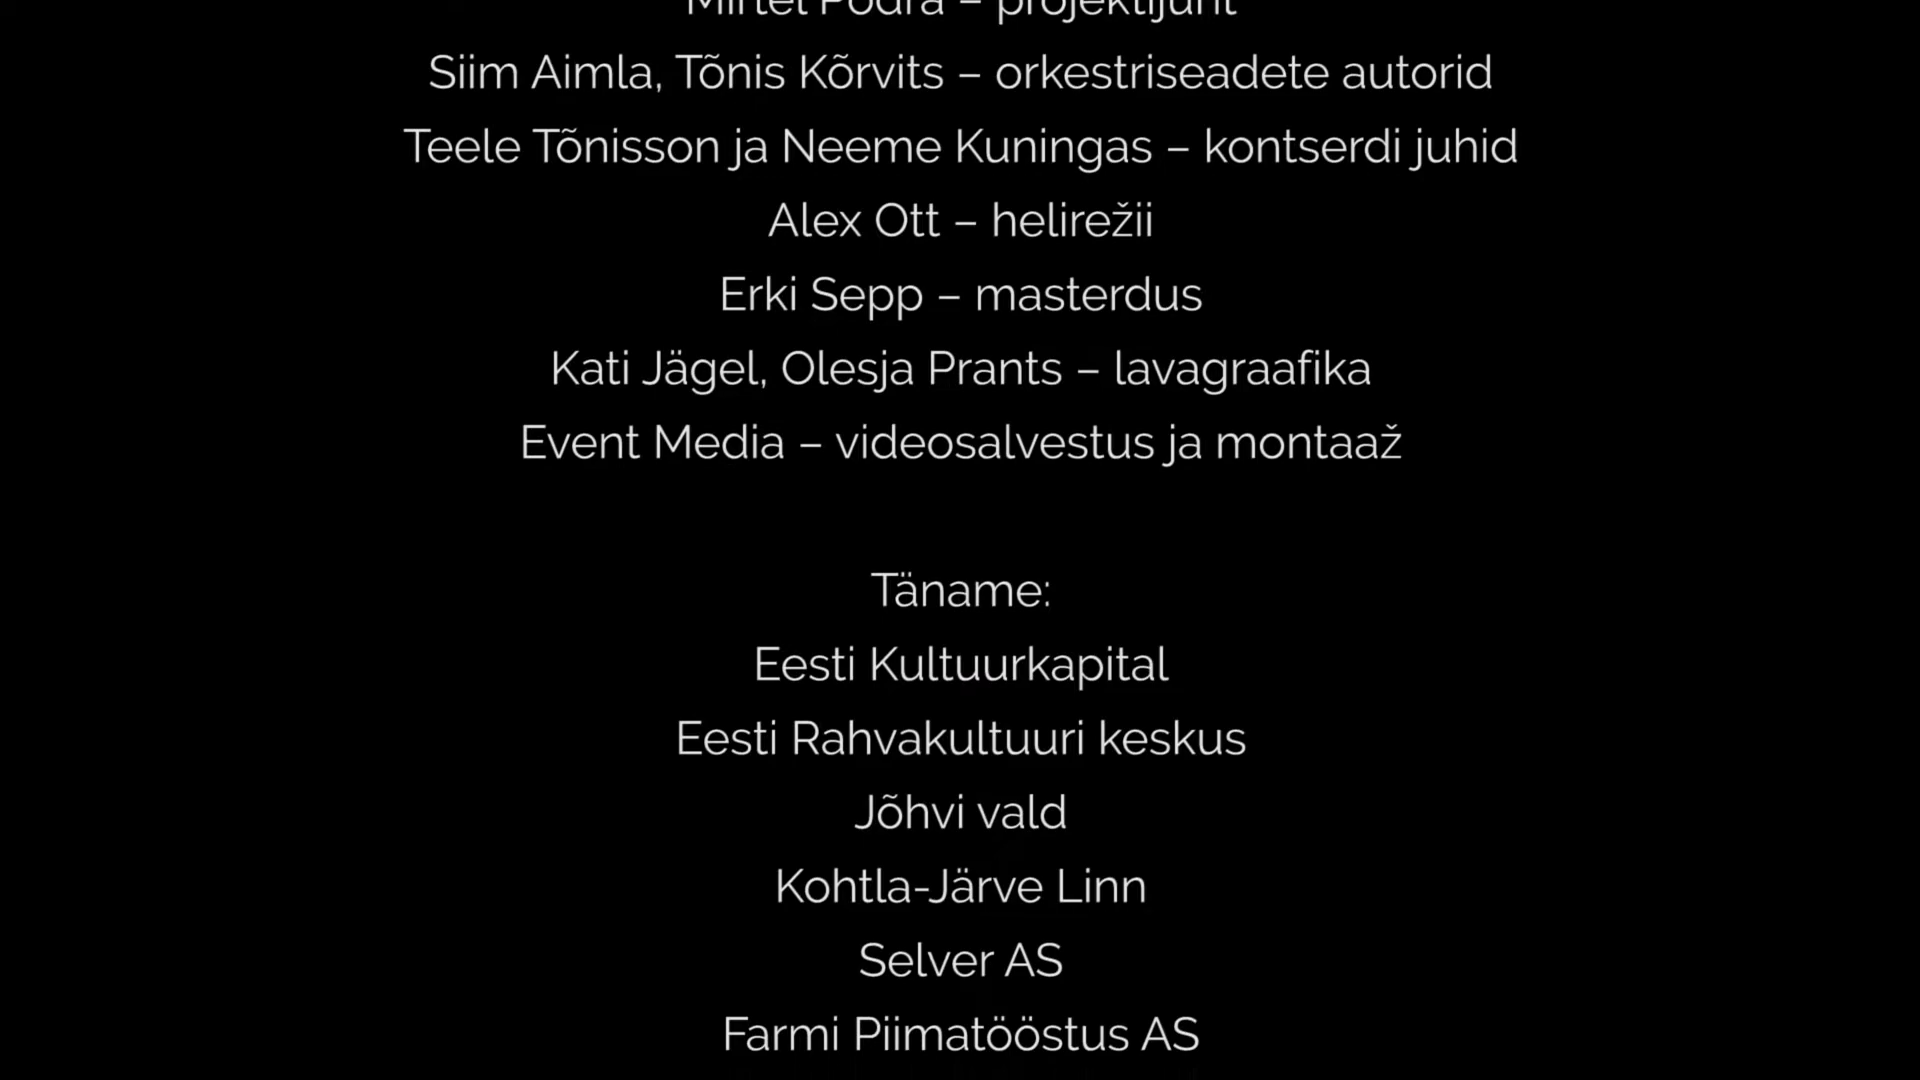 Siim Aimla, Tõnis Kõrvits – orkestriseadete autorid
Teele Tõnisson ja Neeme Kuningas – kontserdi juhid
Alex Ott – helirežii
Erki Sepp – masterdus
Kati Jägel, Olesja Prants – lavagraafika
Event Media – videosalvestus ja montaaž
Täname:
Eesti Kultuurkapital
Eesti Rahvakultuuri keskus
Jõhvi vald
Kohtla-Järve Linn
Selver AS
Farmi Piimatööstus AS